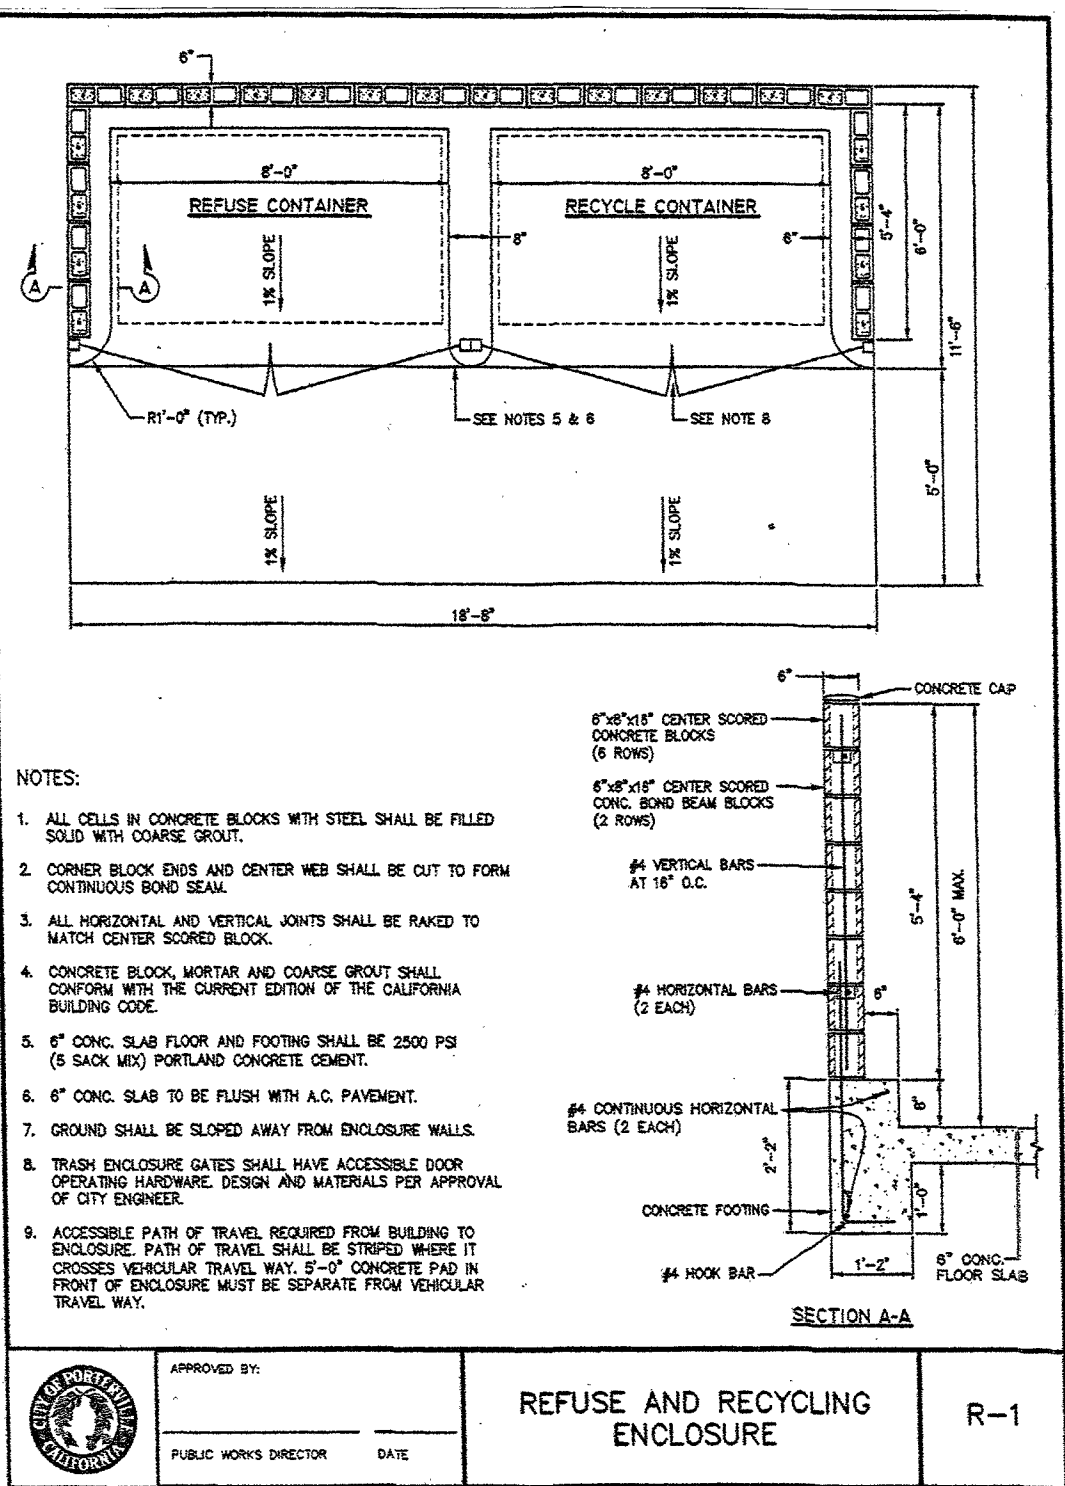 6"
8'-0"
8'-0"
REFUSE CONTAINER
RECYCLE CONTAINER
8"
6"
5'-4"
6'-0"
11'-6"
1% SLOPE
1% SLOPE
A
A
R1'-0" (TYP.)
SEE NOTES 5 & 6
SEE NOTE 8
5'-0"
1% SLOPE
1% SLOPE
18'-8"
6"
CONCRETE CAP
6"x8"x16" CENTER SCORED
CONCRETE BLOCKS
(6 ROWS)
6"x8"x16" CENTER SCORED
CONC. BOND BEAM BLOCKS
(2 ROWS)
#4 VERTICAL BARS
AT 16" O.C.
5'-4"
6'-0" MAX.
#4 HORIZONTAL BARS
(2 EACH)
6"
#4 CONTINUOUS HORIZONTAL
BARS (2 EACH)
8"
2'-2"
CONCRETE FOOTING
1'-0"
#4 HOOK BAR
1'-2"
6" CONC.
FLOOR SLAB
SECTION A-A
NOTES:
1. ALL CELLS IN CONCRETE BLOCKS WITH STEEL SHALL BE FILLED
SOLID WITH COARSE GROUT.
2. CORNER BLOCK ENDS AND CENTER WEB SHALL BE CUT TO FORM
CONTINUOUS BOND SEAM.
3. ALL HORIZONTAL AND VERTICAL JOINTS SHALL BE RAKED TO
MATCH CENTER SCORED BLOCK.
4. CONCRETE BLOCK, MORTAR AND COARSE GROUT SHALL
CONFORM WITH THE CURRENT EDITION OF THE CALIFORNIA
BUILDING CODE.
5. 6" CONC. SLAB FLOOR AND FOOTING SHALL BE 2500 PSI
(5 SACK MIX) PORTLAND CONCRETE CEMENT.
6. 6" CONC. SLAB TO BE FLUSH WITH A.C. PAVEMENT.
7. GROUND SHALL BE SLOPED AWAY FROM ENCLOSURE WALLS.
8. TRASH ENCLOSURE GATES SHALL HAVE ACCESSIBLE DOOR
OPERATING HARDWARE. DESIGN AND MATERIALS PER APPROVAL
OF CITY ENGINEER.
9. ACCESSIBLE PATH OF TRAVEL REQUIRED FROM BUILDING TO
ENCLOSURE. PATH OF TRAVEL SHALL BE STRIPED WHERE IT
CROSSES VEHICULAR TRAVEL WAY. 5'-0" CONCRETE PAD IN
FRONT OF ENCLOSURE MUST BE SEPARATE FROM VEHICULAR
TRAVEL WAY.
CITY OF PORTERVILLE
CALIFORNIA
APPROVED BY:
PUBLIC WORKS DIRECTOR DATE
REFUSE AND RECYCLING
ENCLOSURE
R-1